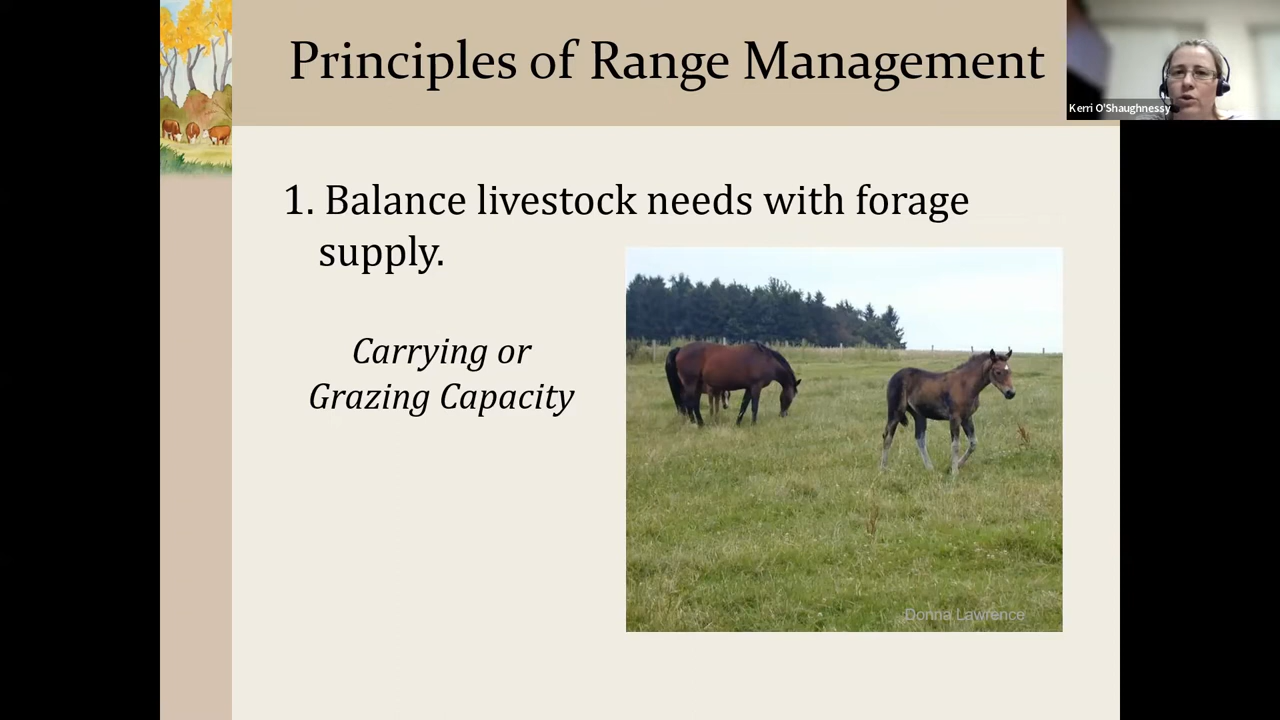 Principles of Range Management
Kerri O'Shaughnessy
1. Balance livestock needs with forage
supply.
Carrying or
Grazing Capacity
Donna Lawrence